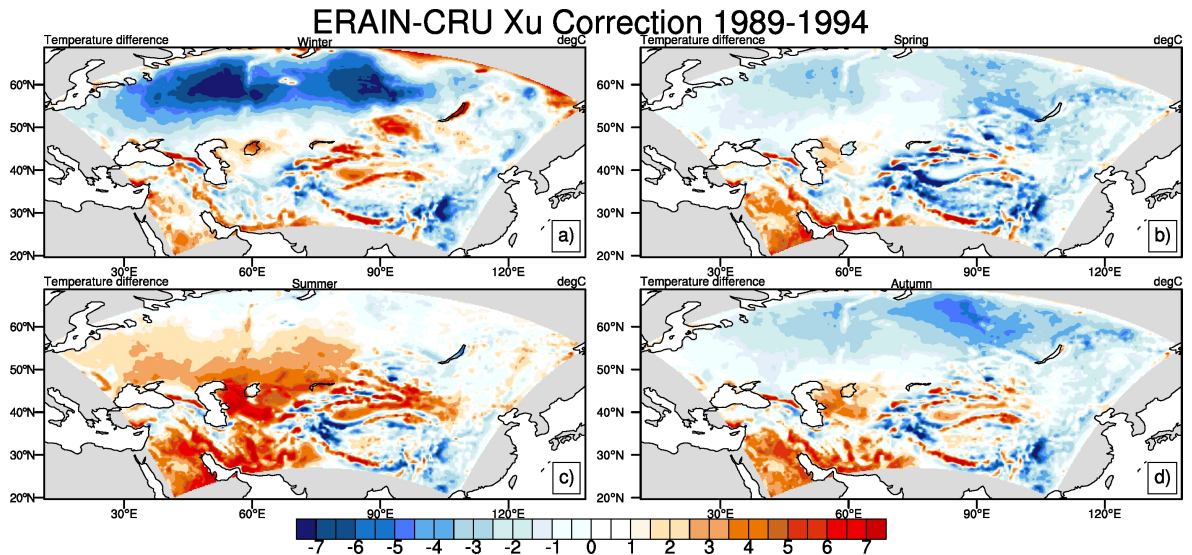 ERAIN-CRU Xu Correction 1989-1994
Temperature difference Winter degC
Temperature difference Spring degC
60°N
50°N
40°N
30°N
20°N
a)
30°E 60°E 90°E 120°E
60°N
50°N
40°N
30°N
20°N
b)
30°E 60°E 90°E 120°E
Temperature difference Summer degC
Temperature difference Autumn degC
60°N
50°N
40°N
30°N
20°N
c)
30°E 60°E 90°E 120°E
60°N
50°N
40°N
30°N
20°N
d)
30°E 60°E 90°E 120°E
-7 -6 -5 -4 -3 -2 -1 0 1 2 3 4 5 6 7